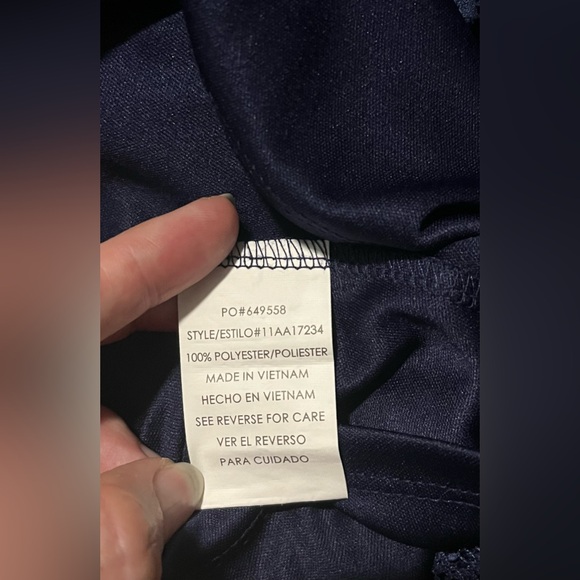 PO#649558
STYLE/ESTILO#11AA17234
100% POLYESTER/POLIESTER
MADE IN VIETNAM
HECHO EN VIETNAM
SEE REVERSE FOR CARE
VER EL REVERSO
PARA CUIDADO